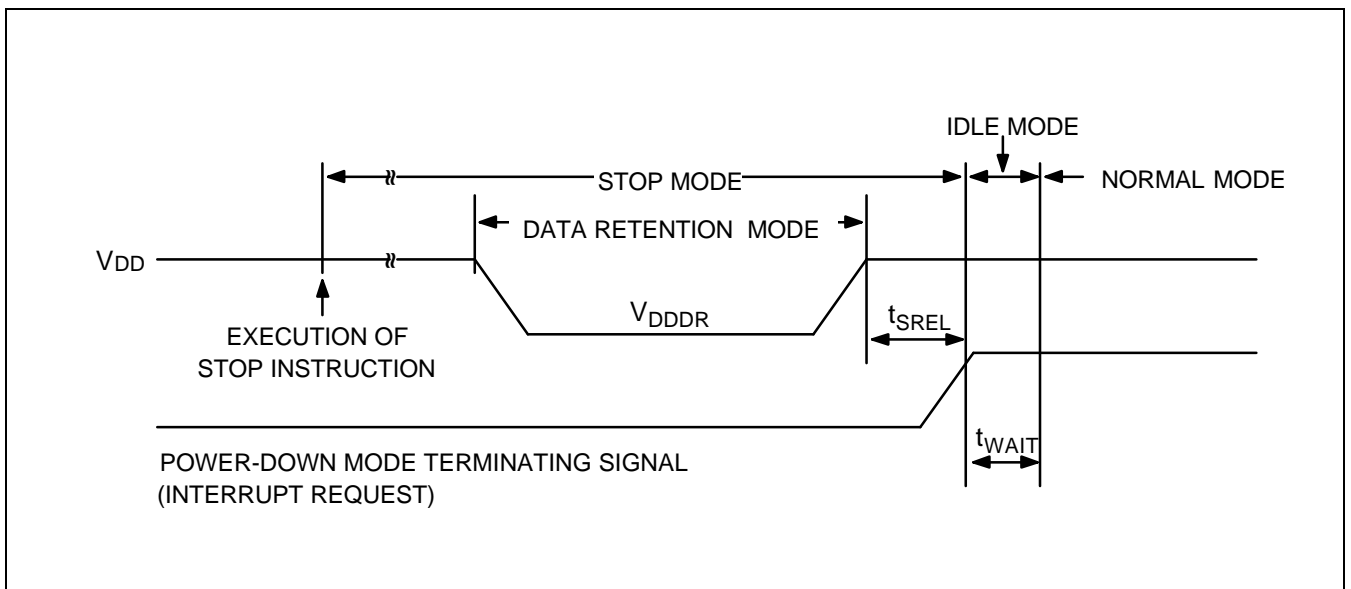 IDLE MODE
STOP MODE
NORMAL MODE
DATA RETENTION MODE
VDD
VDDDR
tSREL
EXECUTION OF
STOP INSTRUCTION
tWAIT
POWER-DOWN MODE TERMINATING SIGNAL
(INTERRUPT REQUEST)